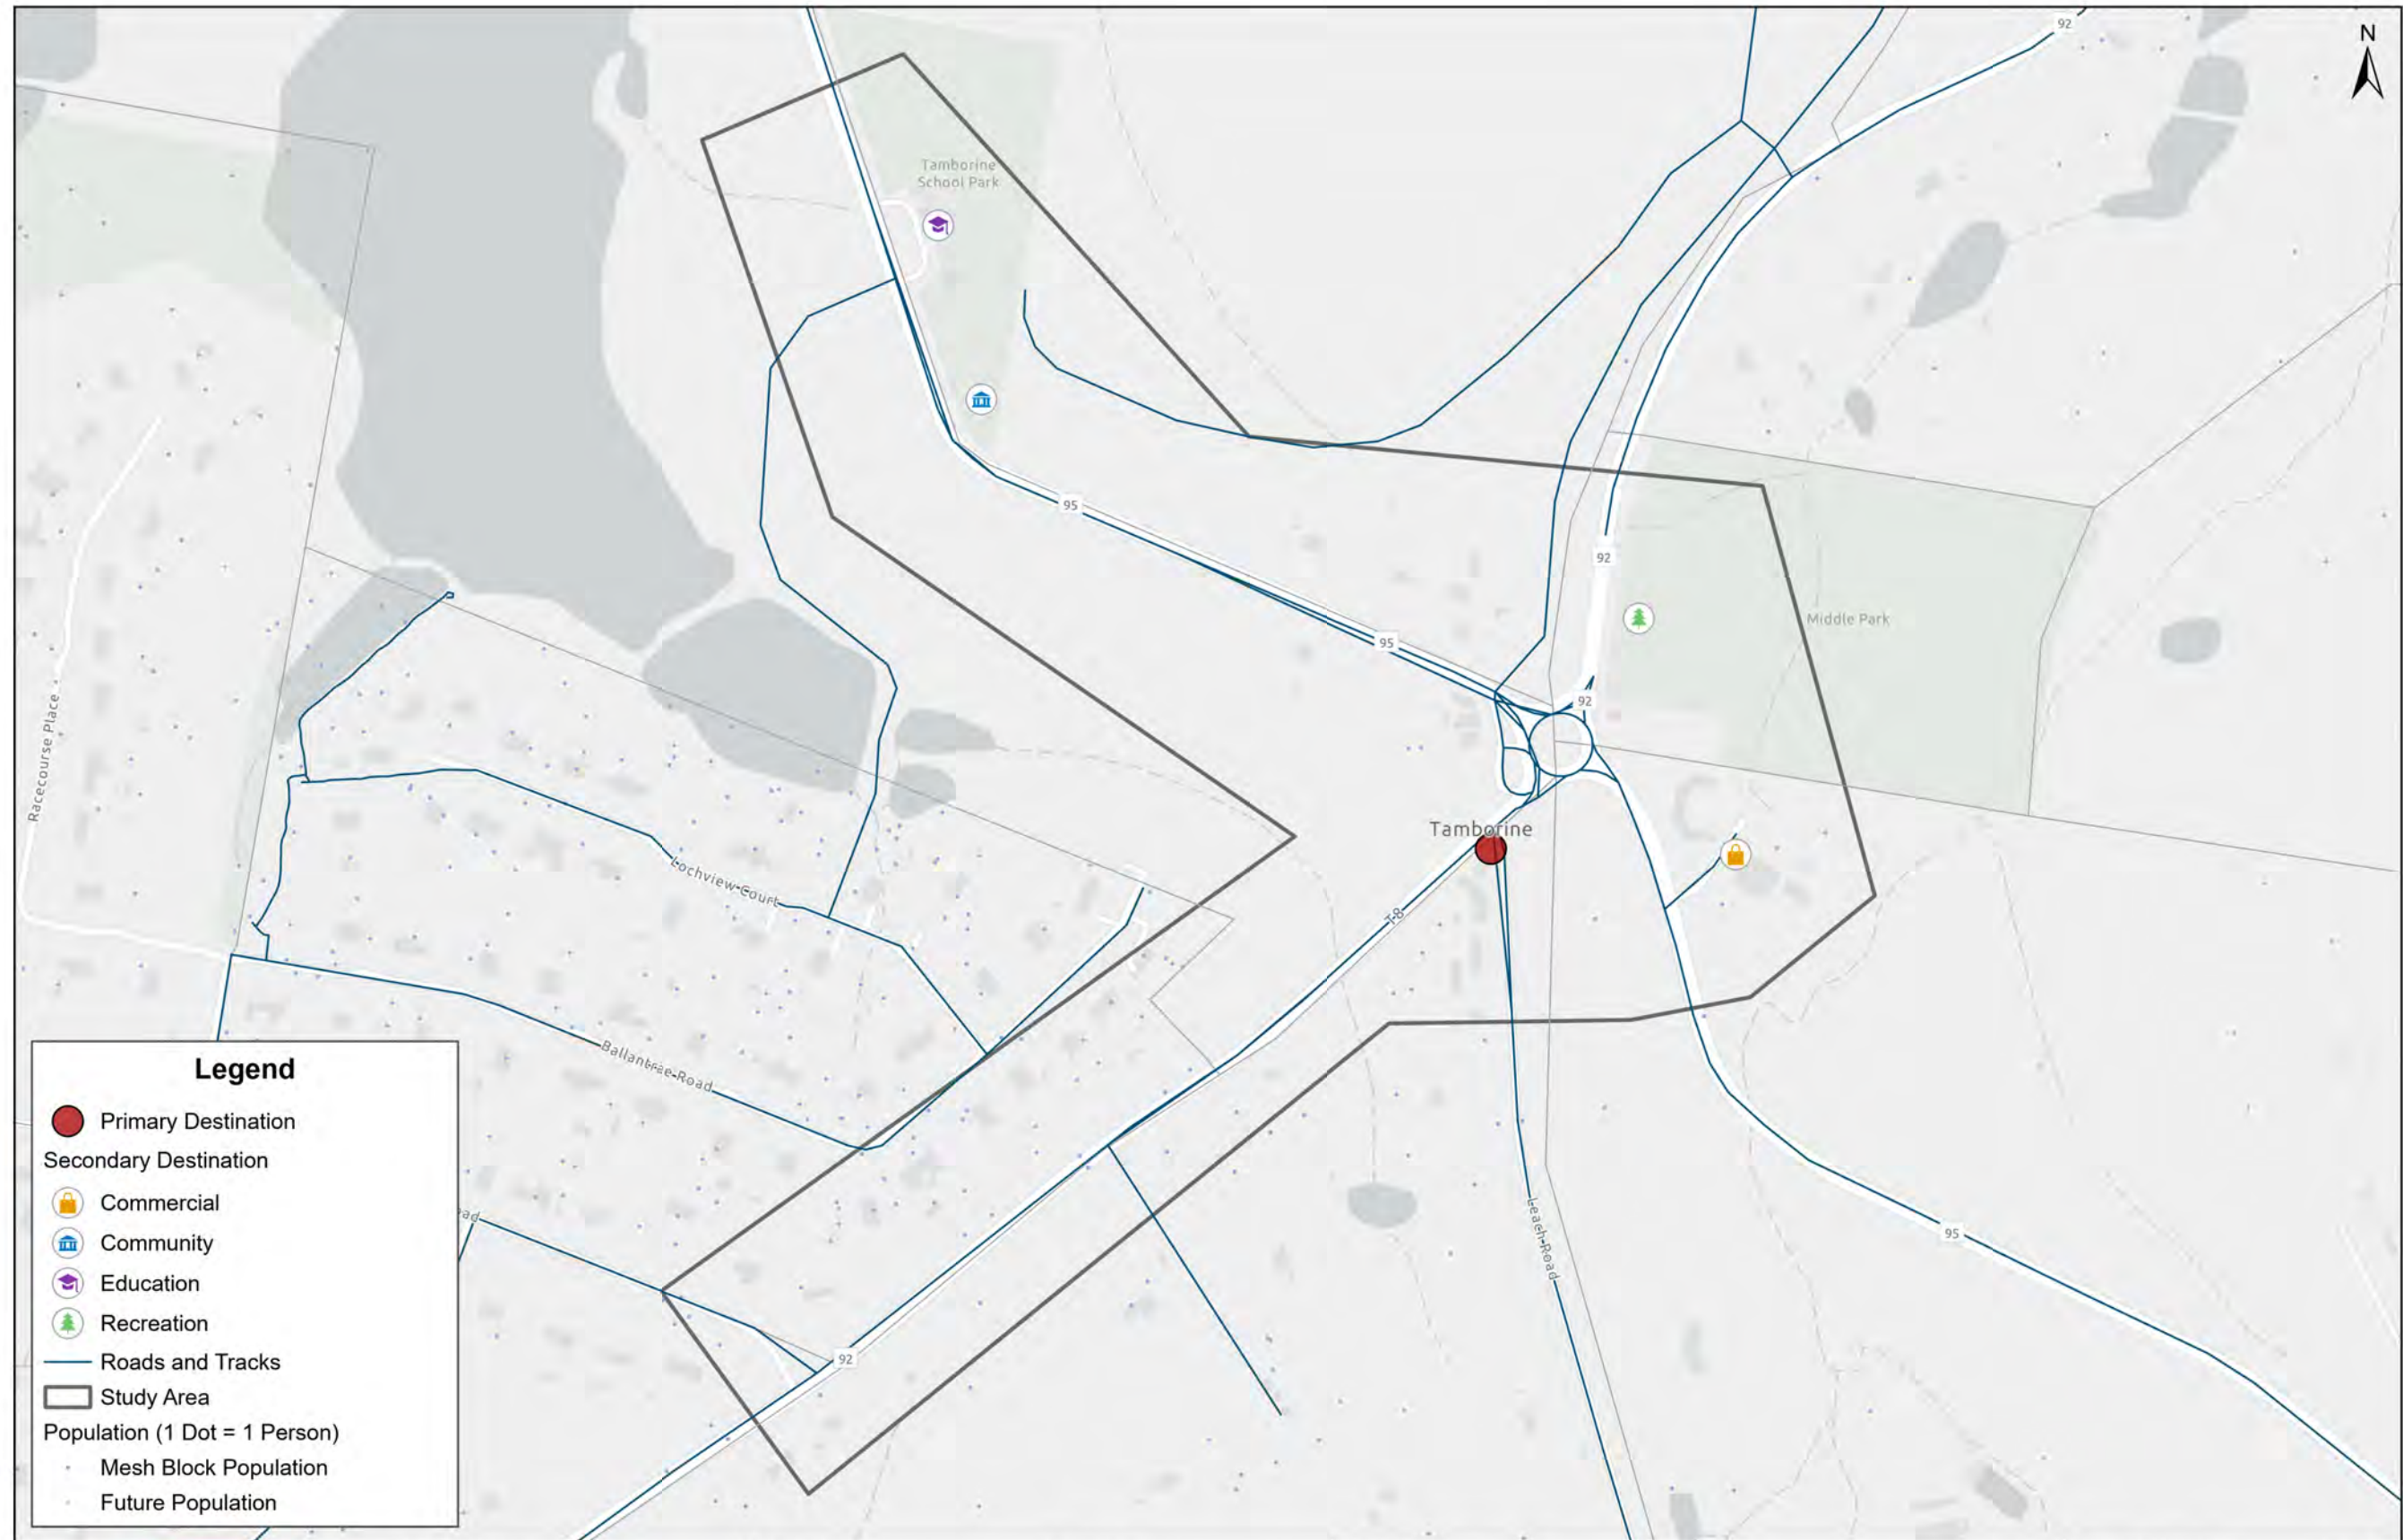 92
N
Tamborine
School Park
95
92
95
Middle Park
92
Racecourse Place
Tamborine
Lochview Court
T8
Ballantrae Road
ad
Leach Road
95
92
Legend
Primary Destination
Secondary Destination
Commercial
Community
Education
Recreation
Roads and Tracks
Study Area
Population (1 Dot = 1 Person)
Mesh Block Population
Future Population